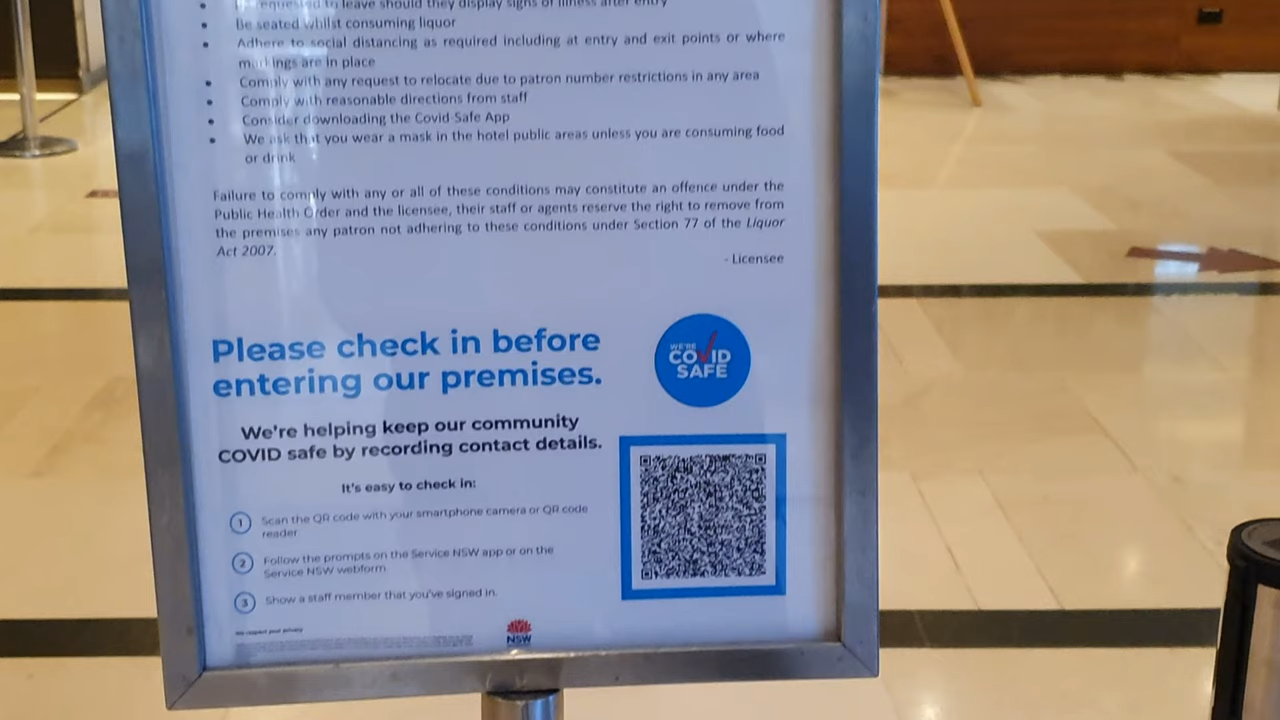 requested to leave should they display signs of illness after entry
Be seated whilst consuming liquor
Adhere to social distancing as required including at entry and exit points or where
markings are in place
Comply with any request to relocate due to patron number restrictions in any area
Comply with reasonable directions from staff
Consider downloading the Covid Safe App
We ask that you wear a mask in the hotel public areas unless you are consuming food
or drink
Failure to comply with any or all of these conditions may constitute an offence under the
Public Health Order and the licensee, their staff or agents reserve the right to remove from
the premises any patron not adhering to these conditions under Section 77 of the Liquor
Act 2007.
- Licensee
Please check in before
entering our premises.
WE'RE
COVID
SAFE
We're helping keep our community
COVID safe by recording contact details.
It's easy to check in:
1 Scan the QR code with your smartphone camera or QR code
reader
2 Follow the prompts on the Service NSW app or on the
Service NSW webform
3 Show a staff member that you've signed in.
We respect your privacy
NSW